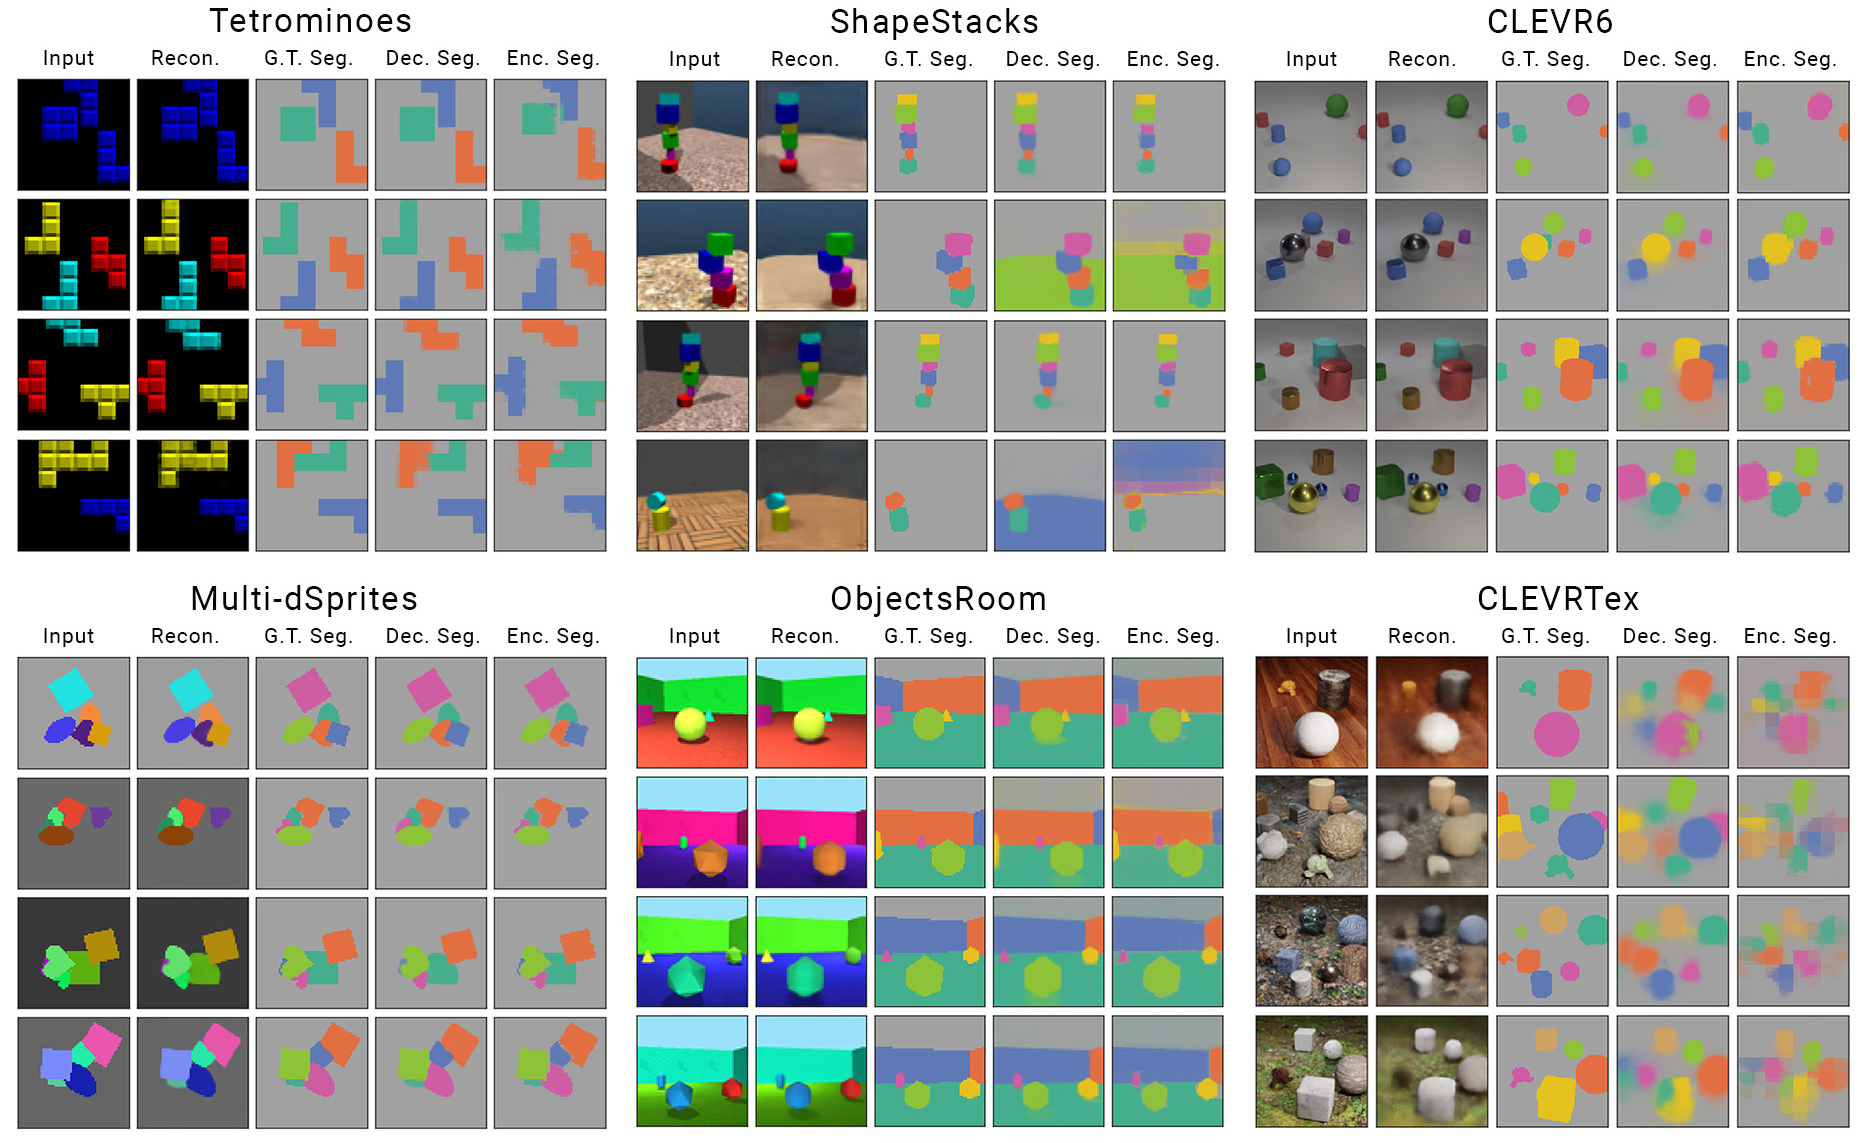 Tetrominoes
Input Recon. G.T. Seg. Dec. Seg. Enc. Seg.
ShapeStacks
Input Recon. G.T. Seg. Dec. Seg. Enc. Seg.
CLEVR6
Input Recon. G.T. Seg. Dec. Seg. Enc. Seg.
Multi-dSprites
Input Recon. G.T. Seg. Dec. Seg. Enc. Seg.
ObjectsRoom
Input Recon. G.T. Seg. Dec. Seg. Enc. Seg.
CLEVRTex
Input Recon. G.T. Seg. Dec. Seg. Enc. Seg.